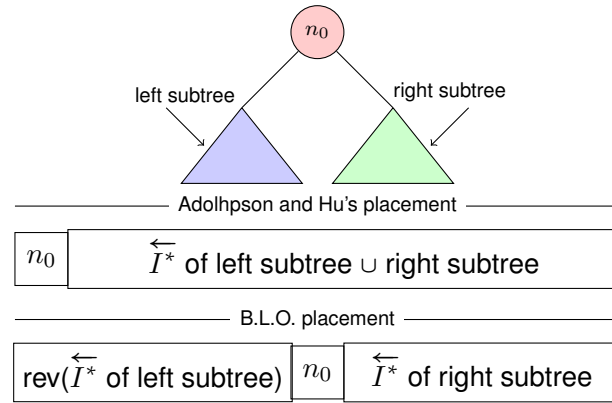 n₀
left subtree
right subtree
Adolhpson and Hu's placement
n₀
I⃖* of left subtree ∪ right subtree
B.L.O. placement
rev(I⃖* of left subtree)
n₀
I⃖* of right subtree